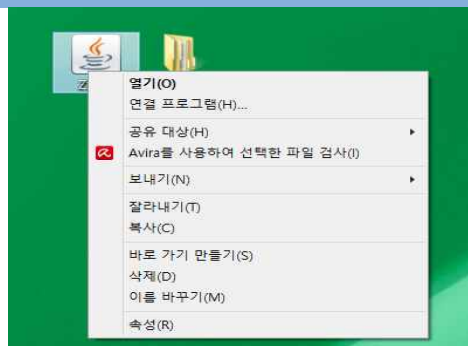 열기(O)
연결 프로그램(H)...
공유 대상(H)
Avira를 사용하여 선택한 파일 검사(I)
보내기(N)
잘라내기(T)
복사(C)
바로 가기 만들기(S)
삭제(D)
이름 바꾸기(M)
속성(R)